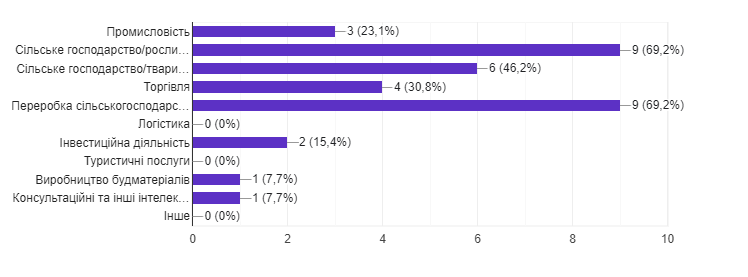 Промисловість 3 (23,1%)
Сільське господарство/росли… 9 (69,2%)
Сільське господарство/твари… 6 (46,2%)
Торгівля 4 (30,8%)
Переробка сільськогосподарс… 9 (69,2%)
Логістика 0 (0%)
Інвестиційна діяльність 2 (15,4%)
Туристичні послуги 0 (0%)
Виробництво будматеріалів 1 (7,7%)
Консультаційні та інші інтелек… 1 (7,7%)
Інше 0 (0%)
0 2 4 6 8 10